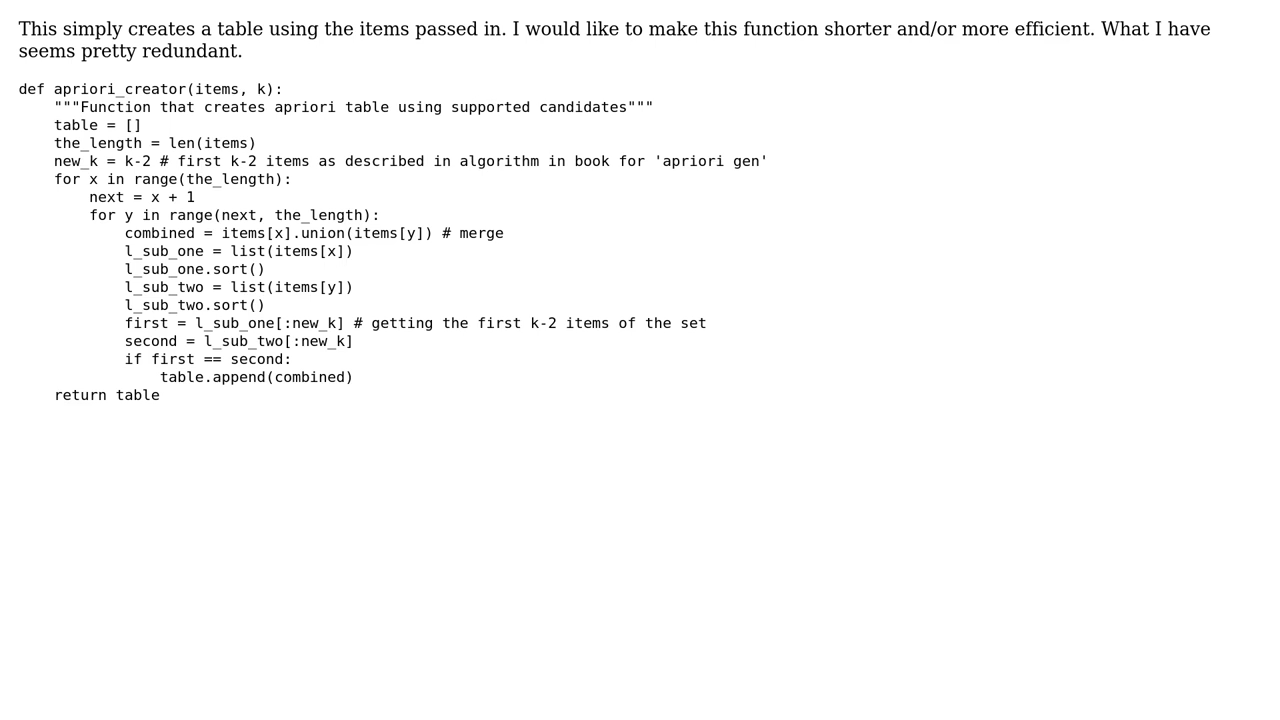 This simply creates a table using the items passed in. I would like to make this function shorter and/or more efficient. What I have
seems pretty redundant.
def apriori_creator(items, k):
    """Function that creates apriori table using supported candidates"""
    table = []
    the_length = len(items)
    new_k = k-2 # first k-2 items as described in algorithm in book for 'apriori gen'
    for x in range(the_length):
        next = x + 1
        for y in range(next, the_length):
            combined = items[x].union(items[y]) # merge
            l_sub_one = list(items[x])
            l_sub_one.sort()
            l_sub_two = list(items[y])
            l_sub_two.sort()
            first = l_sub_one[:new_k] # getting the first k-2 items of the set
            second = l_sub_two[:new_k]
            if first == second:
                table.append(combined)
    return table